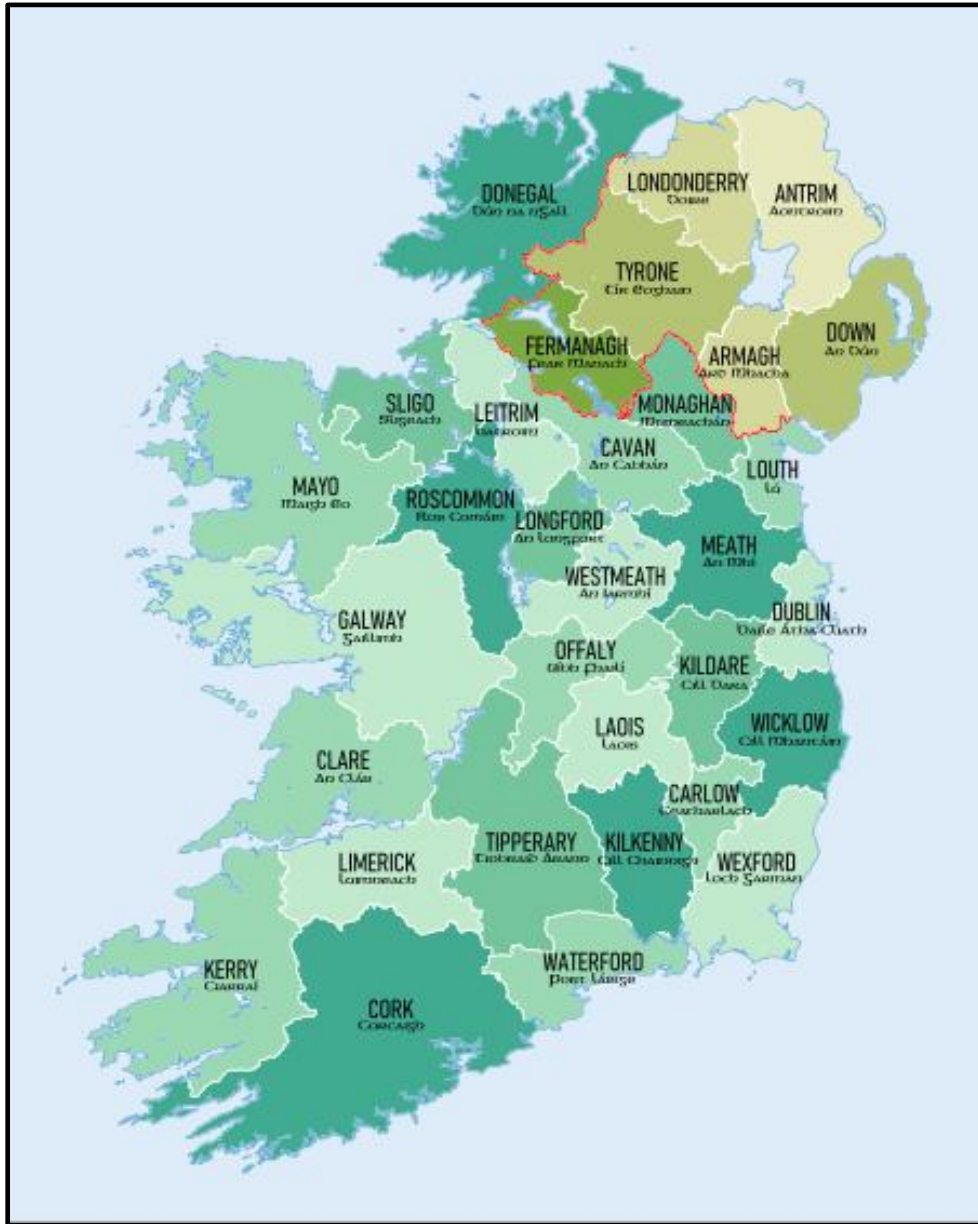 DONEGAL
Dún na nGall
LONDONDERRY
Doire
ANTRIM
Aontroim
TYRONE
Tír Eoghain
DOWN
An Dún
FERMANAGH
Fear Manach
ARMAGH
Ard Mhacha
MONAGHAN
Muineachán
SLIGO
Sligeach
LEITRIM
Liatroim
CAVAN
An Cabhán
LOUTH
Lú
MAYO
Maigh Eo
ROSCOMMON
Ros Comáin
LONGFORD
An Longfort
MEATH
An Mhí
WESTMEATH
An Iarmhí
DUBLIN
Baile Átha Cliath
GALWAY
Gaillimh
OFFALY
Uíbh Fhailí
KILDARE
Cill Dara
LAOIS
Laois
WICKLOW
Cill Mhantáin
CLARE
An Clár
CARLOW
Ceatharlach
TIPPERARY
Tiobraid Árann
KILKENNY
Cill Chainnigh
LIMERICK
Luimneach
WEXFORD
Loch Garman
KERRY
Ciarraí
WATERFORD
Port Láirge
CORK
Corcaigh